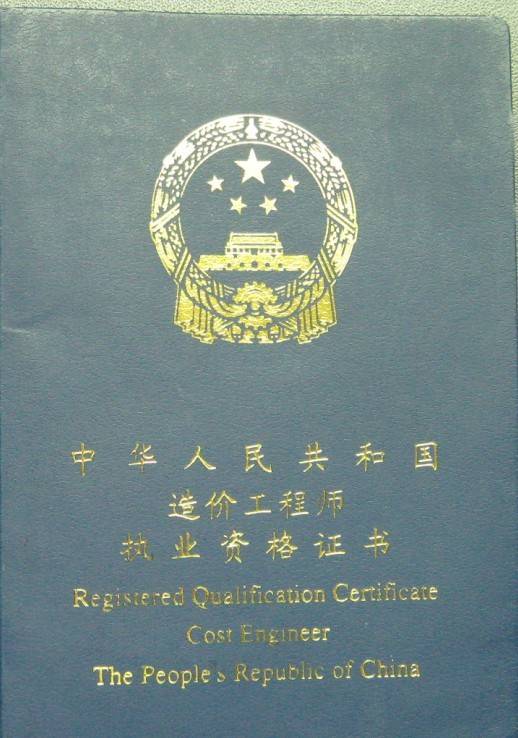 中华人民共和国
造价工程师
执业资格证书
Registered Qualification Certificate
Cost Engineer
The People's Republic of China